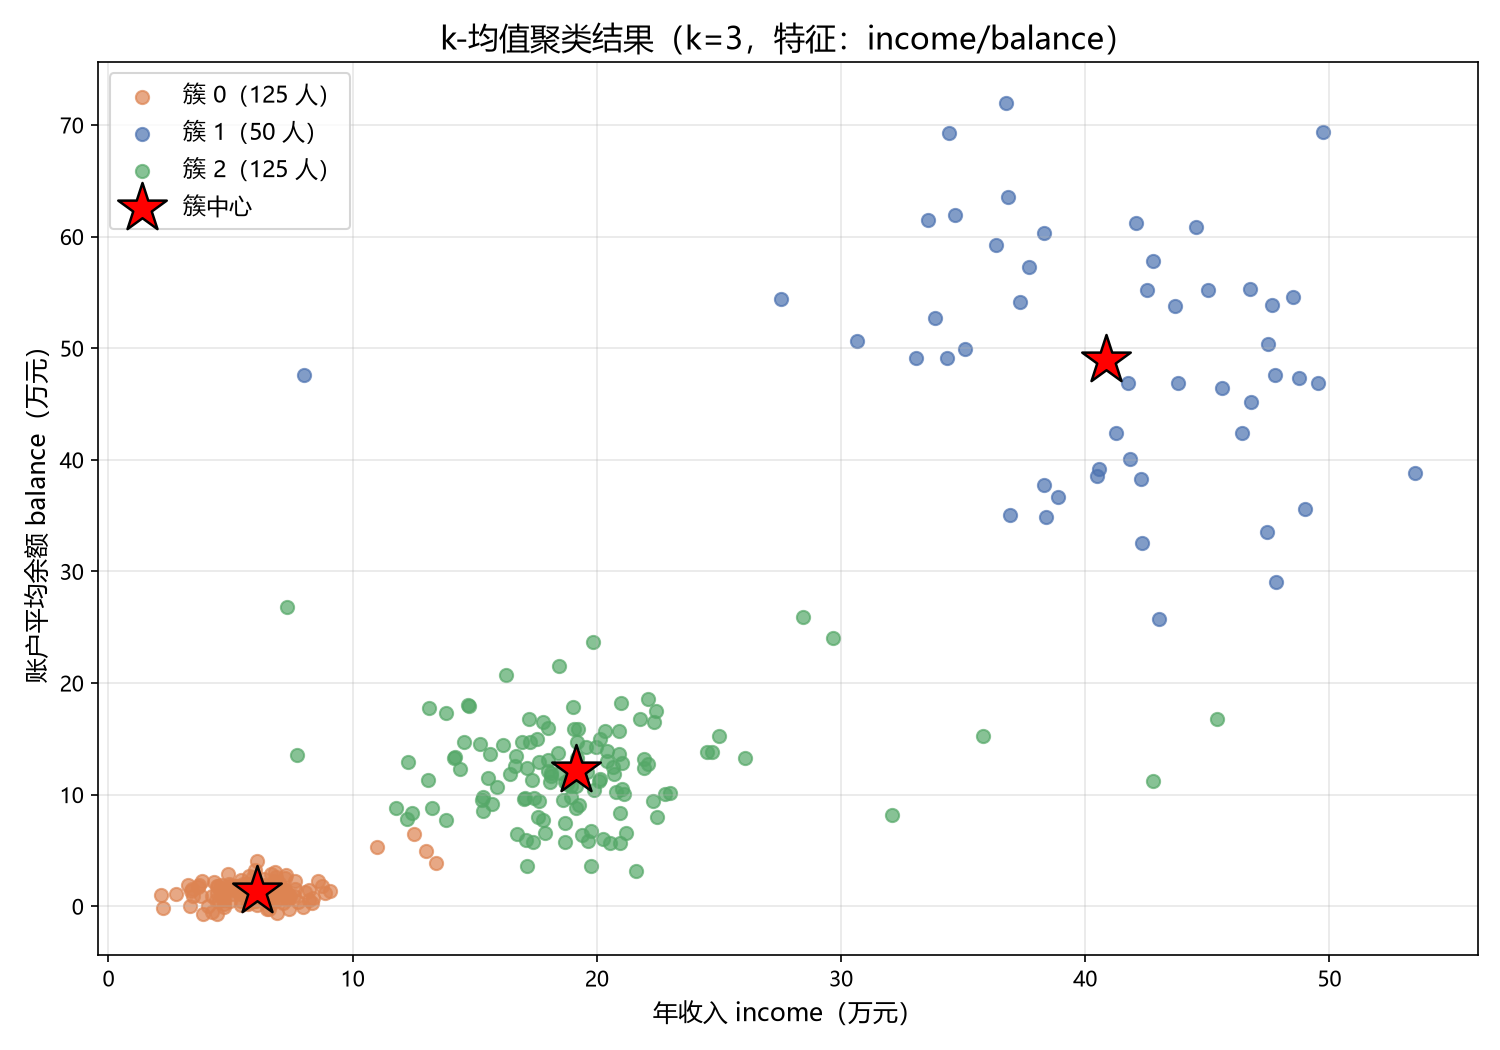 k-均值聚类结果（k=3，特征：income/balance）
簇 0（125 人）
簇 1（50 人）
簇 2（125 人）
簇中心
账户平均余额 balance（万元）
70
60
50
40
30
20
10
0
0 10 20 30 40 50
年收入 income（万元）